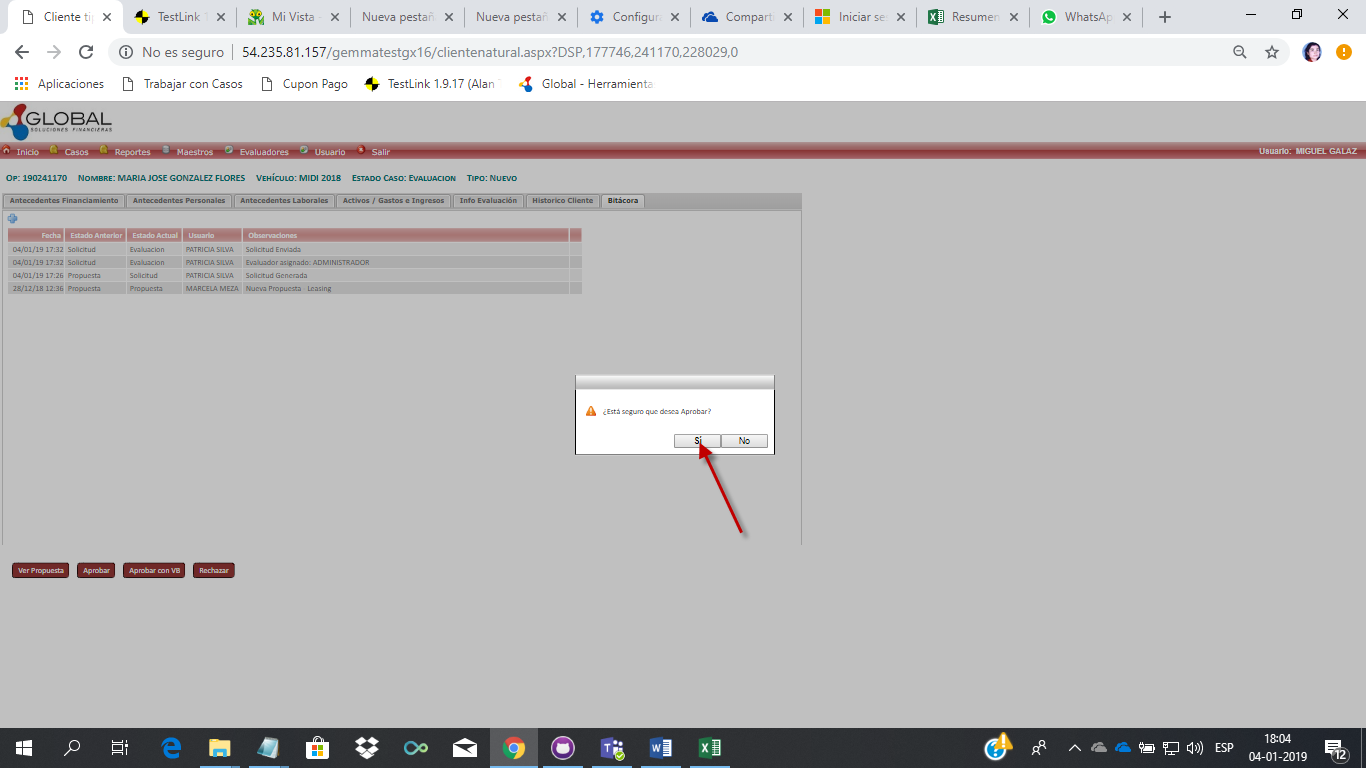 Cliente ti
TestLink 1
Mi Vista -
Nueva pestañ
Nueva pestañ
Configura
Comparti
Iniciar se
Resumen
WhatsAp
No es seguro | 54.235.81.157/gemmatestgx16/clientenatural.aspx?DSP,177746,241170,228029,0
Aplicaciones
Trabajar con Casos
Cupon Pago
TestLink 1.9.17 (Alan
Global - Herramienta
GLOBAL
SOLUCIONES FINANCIERAS
Inicio Casos Reportes Maestros Evaluadores Usuario Salir
Usuario: MIGUEL GALAZ
Op: 190241170 Nombre: MARIA JOSE GONZALEZ FLORES Vehículo: MIDI 2018 Estado Caso: Evaluacion Tipo: Nuevo
Antecedentes Financiamiento Antecedentes Personales Antecedentes Laborales Activos / Gastos e Ingresos Info Evaluación Historico Cliente Bitácora
Fecha Estado Anterior Estado Actual Usuario Observaciones
04/01/19 17:32 Solicitud Evaluacion PATRICIA SILVA Solicitud Enviada
04/01/19 17:32 Solicitud Evaluacion PATRICIA SILVA Evaluador asignado: ADMINISTRADOR
04/01/19 17:26 Propuesta Solicitud PATRICIA SILVA Solicitud Generada
28/12/18 12:36 Propuesta Propuesta MARCELA MEZA Nueva Propuesta - Leasing
¿Está seguro que desea Aprobar?
Si No
Ver Propuesta Aprobar Aprobar con VB Rechazar
ESP
18:04
04-01-2019
12